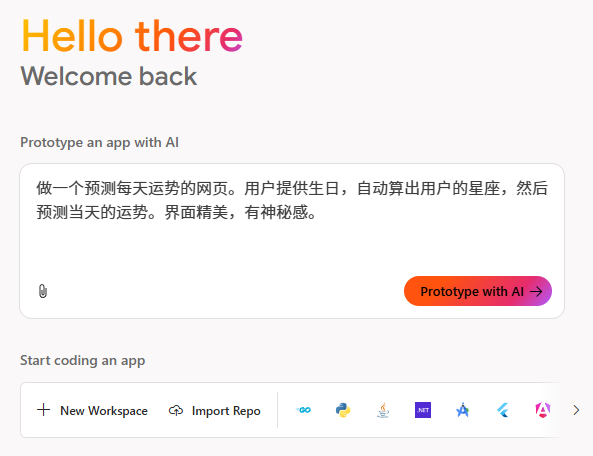 Hello there
Welcome back
Prototype an app with AI
做一个预测每天运势的网页。用户提供生日，自动算出用户的星座，然后
预测当天的运势。界面精美，有神秘感。
Prototype with AI →
Start coding an app
+ New Workspace Import Repo GO .NET